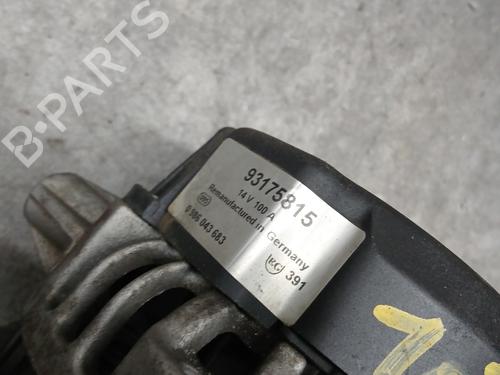 B-PARTS
93175815
14 V 100 A
Remanufactured in Germany
0 986 043 683
391